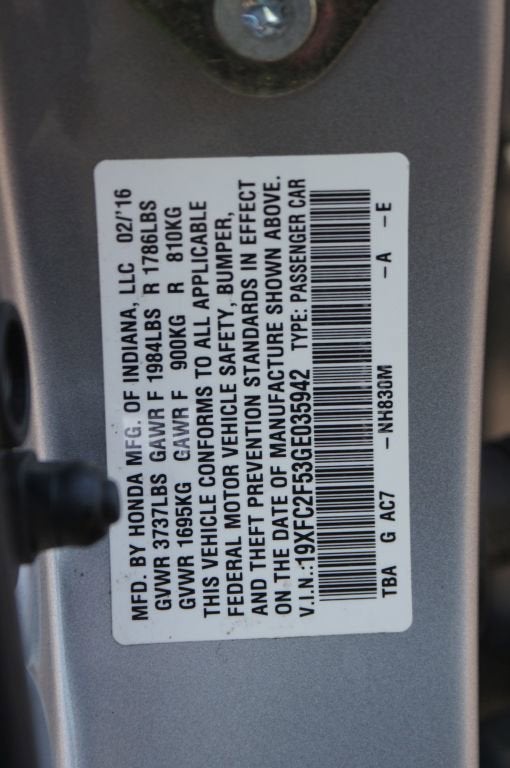 MFD. BY HONDA MFG. OF INDIANA, LLC 02/'16
GVWR 3737LBS GAWR F 1984LBS R 1786LBS
GVWR 1695KG GAWR F 900KG R 810KG
THIS VEHICLE CONFORMS TO ALL APPLICABLE
FEDERAL MOTOR VEHICLE SAFETY, BUMPER,
AND THEFT PREVENTION STANDARDS IN EFFECT
ON THE DATE OF MANUFACTURE SHOWN ABOVE.
V.I.N.:19XFC2F53GE035942 TYPE: PASSENGER CAR
TBA G AC7 -NH830M -A -E